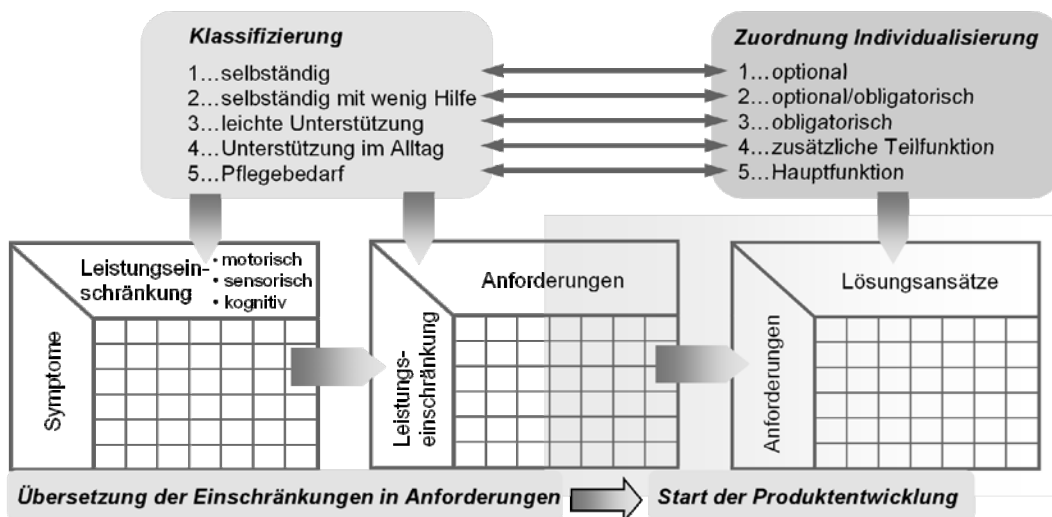 Klassifizierung
1...selbständig
2...selbständig mit wenig Hilfe
3...leichte Unterstützung
4...Unterstützung im Alltag
5...Pflegebedarf
Zuordnung Individualisierung
1...optional
2...optional/obligatorisch
3...obligatorisch
4...zusätzliche Teilfunktion
5...Hauptfunktion
Leistungsein-
schränkung
• motorisch
• sensorisch
• kognitiv
Symptome
Anforderungen
Leistungs-
einschränkung
Lösungsansätze
Anforderungen
Übersetzung der Einschränkungen in Anforderungen
Start der Produktentwicklung